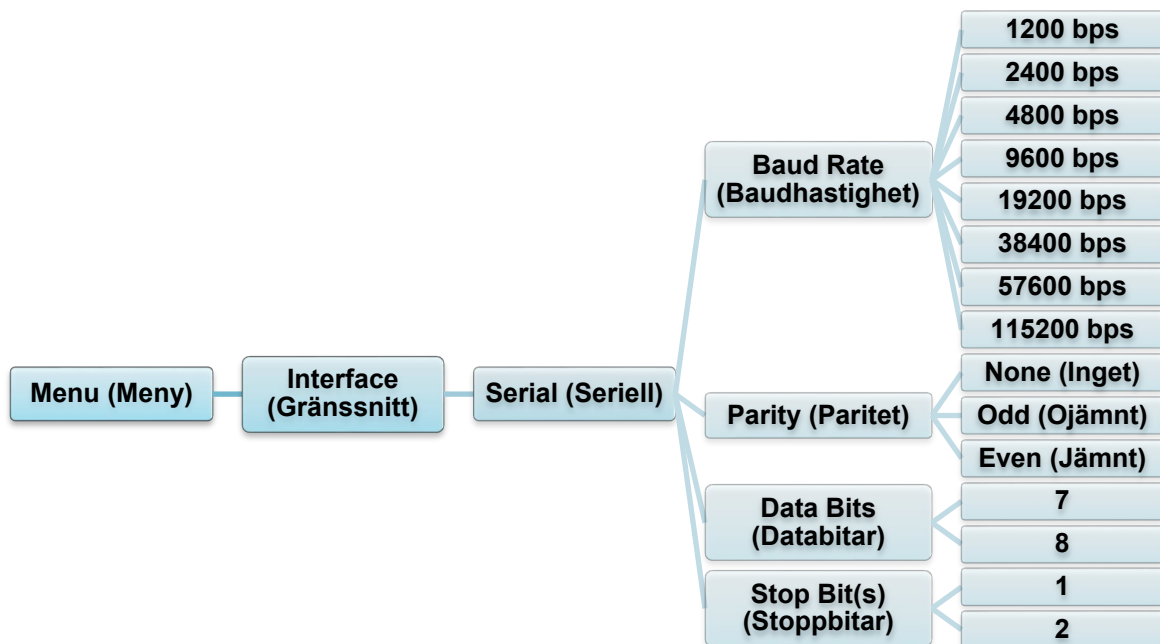 Menu (Meny)
Interface
(Gränssnitt)
Serial (Seriell)
Baud Rate
(Baudhastighet)
1200 bps
2400 bps
4800 bps
9600 bps
19200 bps
38400 bps
57600 bps
115200 bps
Parity (Paritet)
None (Inget)
Odd (Ojämnt)
Even (Jämnt)
Data Bits
(Databitar)
7
8
Stop Bit(s)
(Stoppbitar)
1
2